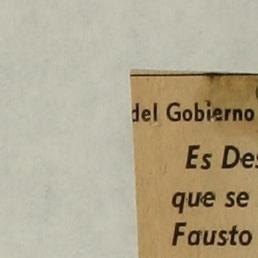 del Gobierno
Es Des
que se
Fausto